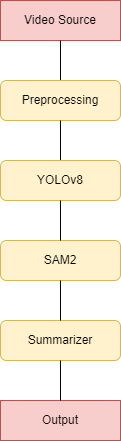 Video Source
Preprocessing
YOLOv8
SAM2
Summarizer
Output